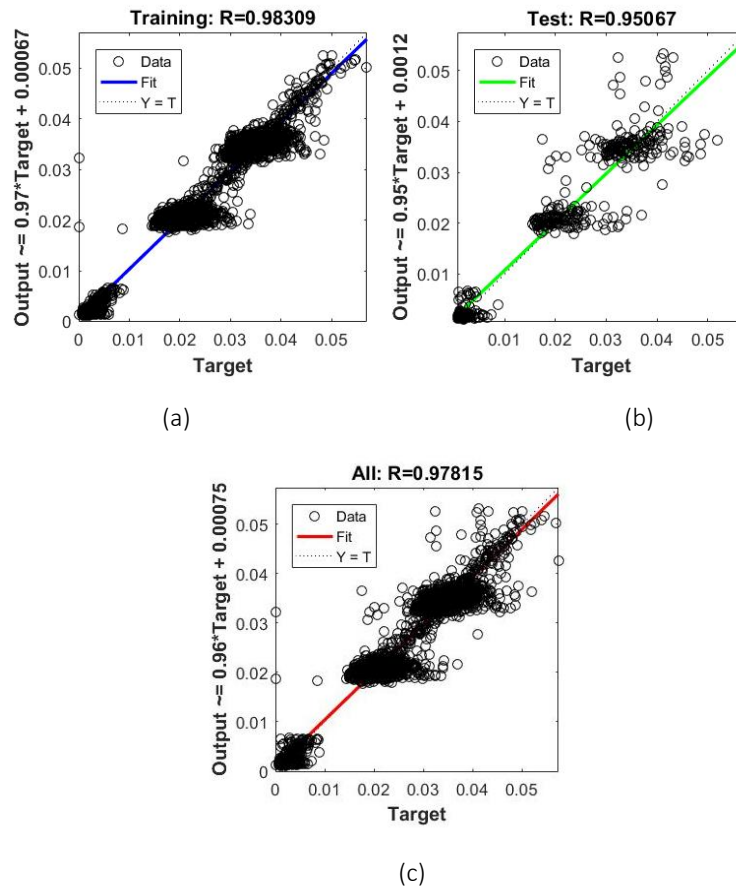 Training: R=0.98309
Output ~= 0.97*Target + 0.00067
0.05
0.04
0.03
0.02
0.01
0
Data
Fit
Y = T
0 0.01 0.02 0.03 0.04 0.05
Target
(a)
Test: R=0.95067
Output ~= 0.95*Target + 0.0012
0.05
0.04
0.03
0.02
0.01
Data
Fit
Y = T
0.01 0.02 0.03 0.04 0.05
Target
(b)
All: R=0.97815
Output ~= 0.96*Target + 0.00075
0.05
0.04
0.03
0.02
0.01
0
Data
Fit
Y = T
0 0.01 0.02 0.03 0.04 0.05
Target
(c)